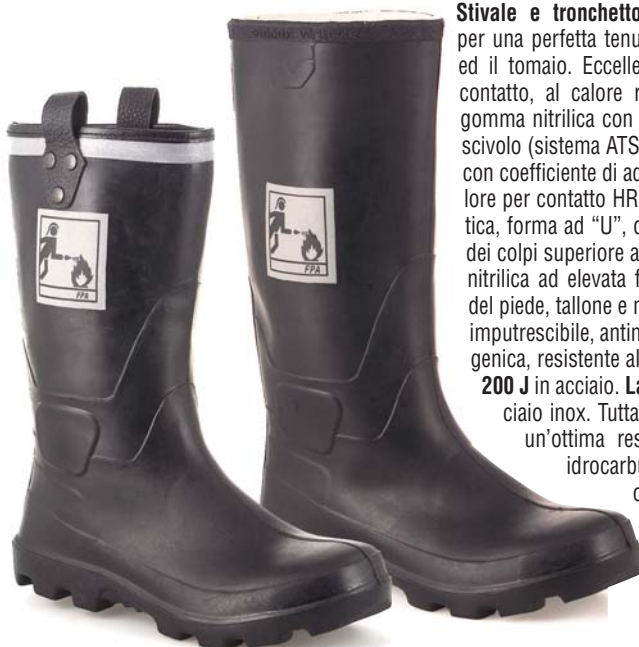 Stivale e tronchetto
per una perfetta tenu
ed il tomaio. Eccelle
contatto, al calore r
gomma nitrilica con
scivolo (sistema ATS
con coefficiente di ad
lore per contatto HR
tica, forma ad “U”, c
dei colpi superiore a
nitrilica ad elevata f
del piede, tallone e m
imputrescibile, antin
genica, resistente al
200 J in acciaio. La
ciaio inox. Tutta
un’ottima res
idrocarbu
c
FPA
FPA